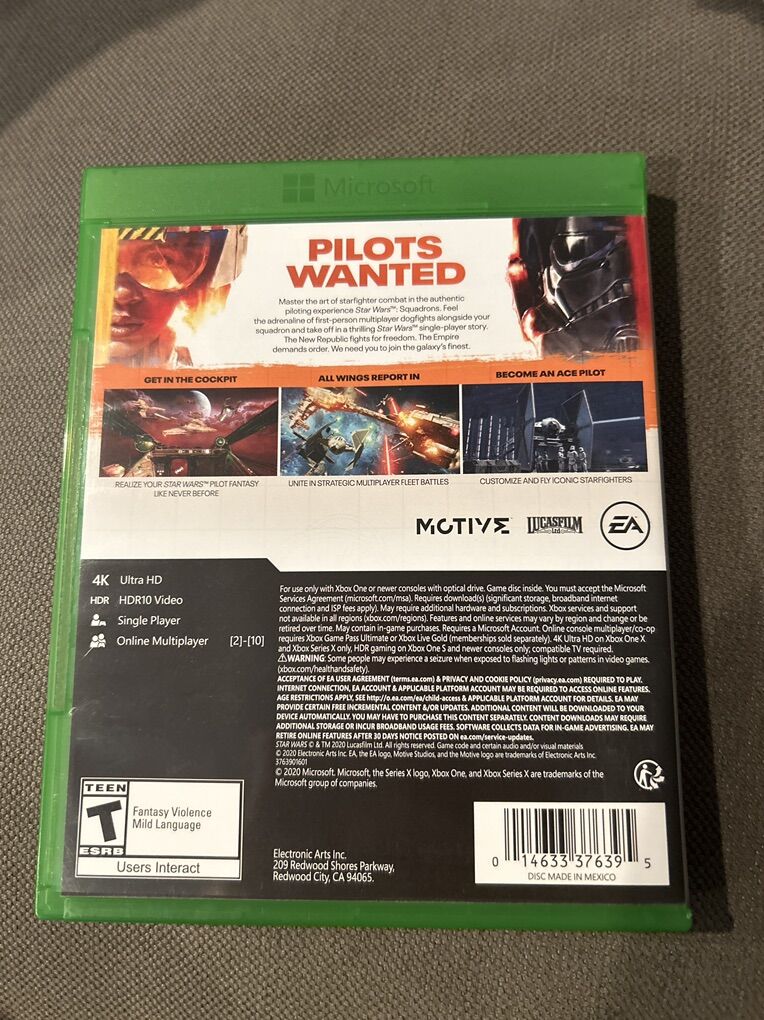 Microsoft
PILOTS
WANTED
Master the art of starfighter combat in the authentic
piloting experience Star Wars™: Squadrons. Feel
the adrenaline of first-person multiplayer dogfights alongside your
squadron and take off in a thrilling Star Wars™ single-player story.
The New Republic fights for freedom. The Empire
demands order. We need you to join the galaxy's finest.
GET IN THE COCKPIT
ALL WINGS REPORT IN
BECOME AN ACE PILOT
REALIZE YOUR STAR WARS™ PILOT FANTASY
LIKE NEVER BEFORE
UNITE IN STRATEGIC MULTIPLAYER FLEET BATTLES
CUSTOMIZE AND FLY ICONIC STARFIGHTERS
MOTIVE
LUCASFILM
Ltd
EA
4K Ultra HD
HDR HDR10 Video
Single Player
Online Multiplayer [2]-[10]
For use only with Xbox One or newer consoles with optical drive. Game disc inside. You must accept the Microsoft
Services Agreement (microsoft.com/msa). Requires download(s) (significant storage, broadband internet
connection and ISP fees apply). May require additional hardware and subscriptions. Xbox services and support
not available in all regions (xbox.com/regions). Features and online services may vary by region and change or be
retired over time. May contain in-game purchases. Requires a Microsoft Account. Online console multiplayer/co-op
requires Xbox Game Pass Ultimate or Xbox Live Gold (memberships sold separately). 4K Ultra HD on Xbox One X
and Xbox Series X only, HDR gaming on Xbox One S and newer consoles only; compatible TV required.
⚠WARNING: Some people may experience a seizure when exposed to flashing lights or patterns in video games.
(xbox.com/healthandsafety).
ACCEPTANCE OF EA USER AGREEMENT (terms.ea.com) & PRIVACY AND COOKIE POLICY (privacy.ea.com) REQUIRED TO PLAY.
INTERNET CONNECTION, EA ACCOUNT & APPLICABLE PLATFORM ACCOUNT MAY BE REQUIRED TO ACCESS ONLINE FEATURES.
AGE RESTRICTIONS APPLY, SEE http://o.ea.com/ea/child-access & APPLICABLE PLATFORM ACCOUNT FOR DETAILS. EA MAY
PROVIDE CERTAIN FREE INCREMENTAL CONTENT &/OR UPDATES. ADDITIONAL CONTENT WILL BE DOWNLOADED TO YOUR
DEVICE AUTOMATICALLY. YOU MAY HAVE TO PURCHASE THIS CONTENT SEPARATELY. CONTENT DOWNLOADS MAY REQUIRE
ADDITIONAL STORAGE OR INCUR BROADBAND USAGE FEES. SOFTWARE COLLECTS DATA FOR IN-GAME ADVERTISING. EA MAY
RETIRE ONLINE FEATURES AFTER 30 DAYS NOTICE POSTED ON ea.com/service-updates.
STAR WARS © & TM 2020 Lucasfilm Ltd. All rights reserved. Game code and certain audio and/or visual materials
© 2020 Electronic Arts Inc. EA, the EA logo, Motive Studios, and the Motive logo are trademarks of Electronic Arts Inc.
3763901601
© 2020 Microsoft. Microsoft, the Series X logo, Xbox One, and Xbox Series X are trademarks of the
Microsoft group of companies.
TEEN
T
ESRB
Fantasy Violence
Mild Language
Users Interact
Electronic Arts Inc.
209 Redwood Shores Parkway,
Redwood City, CA 94065.
0 14633 37639 5
DISC MADE IN MEXICO